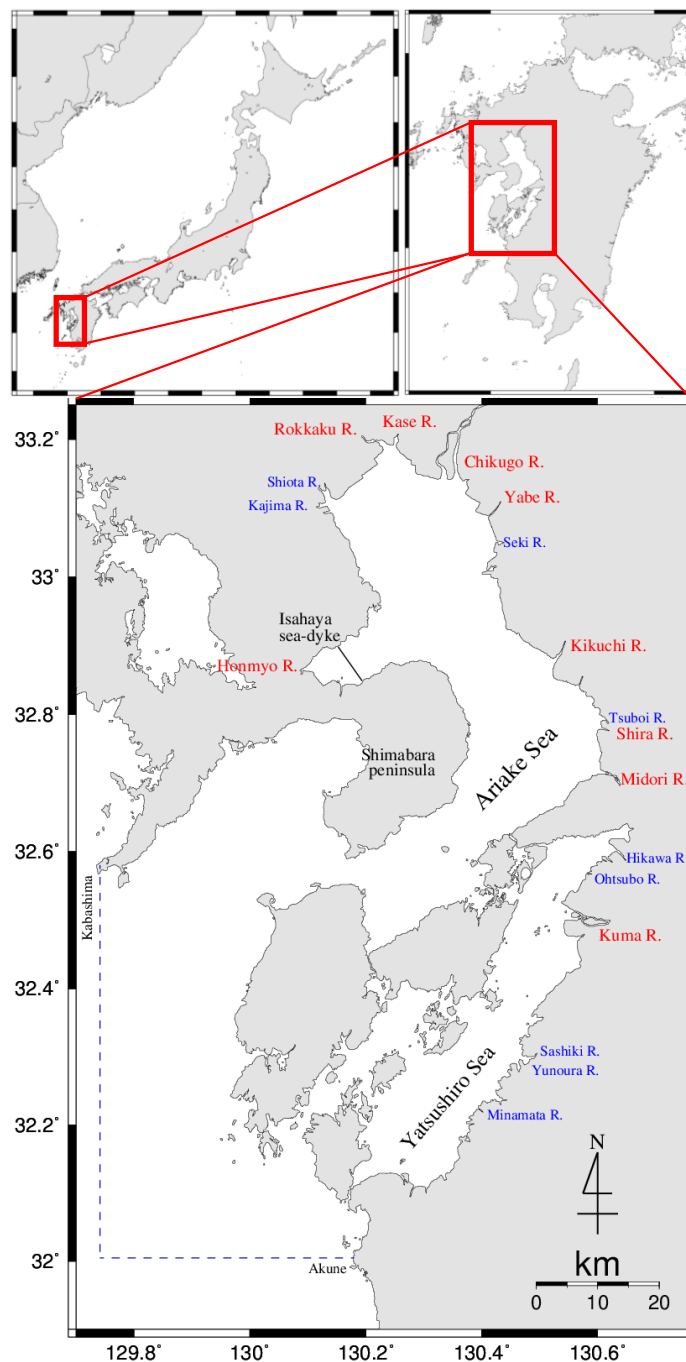 33.2°
Rokkaku R.
Kase R.
Chikugo R.
Shiota R.
Kajima R.
Yabe R.
Seki R.
33°
Isahaya
sea-dyke
Honmyo R.
Kikuchi R.
32.8°
Tsuboi R.
Shira R.
Shimabara
peninsula
Ariake Sea
Midori R.
32.6°
Hikawa R
Ohtsubo R.
Kabashima
Kuma R.
32.4°
Sashiki R.
Yunoura R.
Yatsushiro Sea
Minamata R.
32.2°
N
32°
Akune
km
0 10 20
129.8° 130° 130.2° 130.4° 130.6°